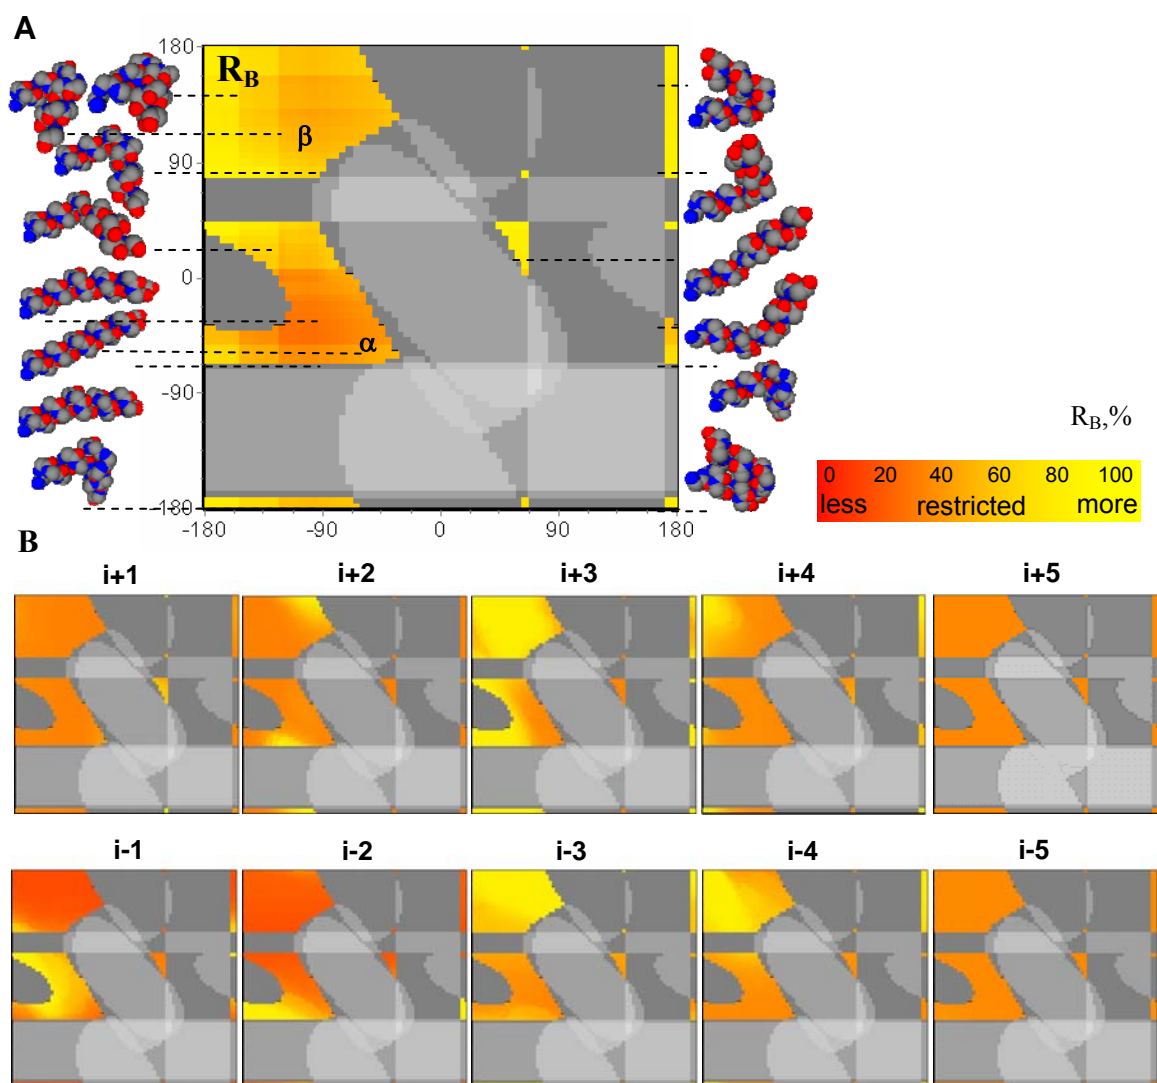 A
180
R_B
β
90
0
α
-90
-180
-180
-90
0
90
180
R_B,%
0 20 40 60 80 100
less restricted more
B
i+1 i+2 i+3 i+4 i+5
i-1 i-2 i-3 i-4 i-5